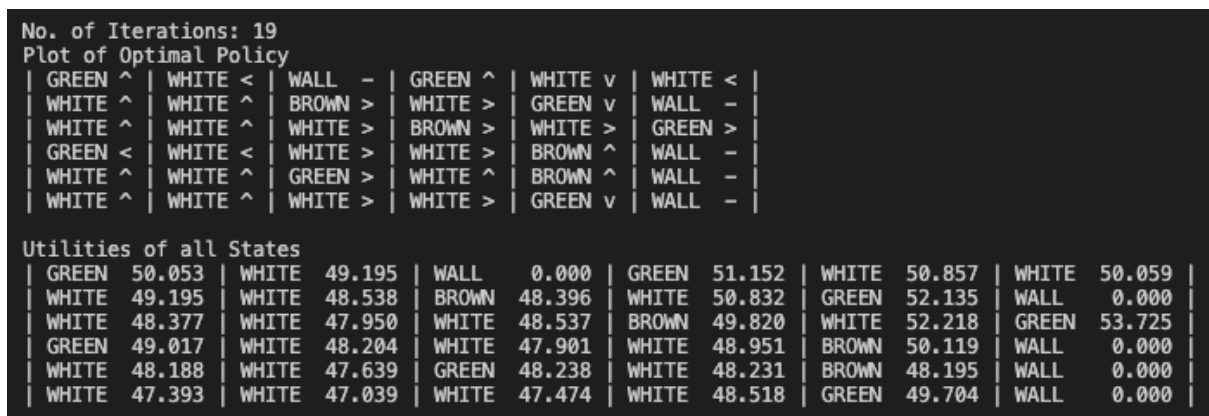 No. of Iterations: 19
Plot of Optimal Policy
| GREEN ^ | WHITE < | WALL  - | GREEN ^ | WHITE v | WHITE < |
| WHITE ^ | WHITE ^ | BROWN > | WHITE > | GREEN v | WALL  - |
| WHITE ^ | WHITE ^ | WHITE > | BROWN > | WHITE > | GREEN > |
| GREEN < | WHITE < | WHITE > | WHITE > | BROWN ^ | WALL  - |
| WHITE ^ | WHITE ^ | GREEN > | WHITE ^ | BROWN ^ | WALL  - |
| WHITE ^ | WHITE ^ | WHITE > | WHITE > | GREEN v | WALL  - |
Utilities of all States
| GREEN  50.053 | WHITE  49.195 | WALL    0.000 | GREEN  51.152 | WHITE  50.857 | WHITE  50.059 |
| WHITE  49.195 | WHITE  48.538 | BROWN  48.396 | WHITE  50.832 | GREEN  52.135 | WALL    0.000 |
| WHITE  48.377 | WHITE  47.950 | WHITE  48.537 | BROWN  49.820 | WHITE  52.218 | GREEN  53.725 |
| GREEN  49.017 | WHITE  48.204 | WHITE  47.901 | WHITE  48.951 | BROWN  50.119 | WALL    0.000 |
| WHITE  48.188 | WHITE  47.639 | GREEN  48.238 | WHITE  48.231 | BROWN  48.195 | WALL    0.000 |
| WHITE  47.393 | WHITE  47.039 | WHITE  47.474 | WHITE  48.518 | GREEN  49.704 | WALL    0.000 |